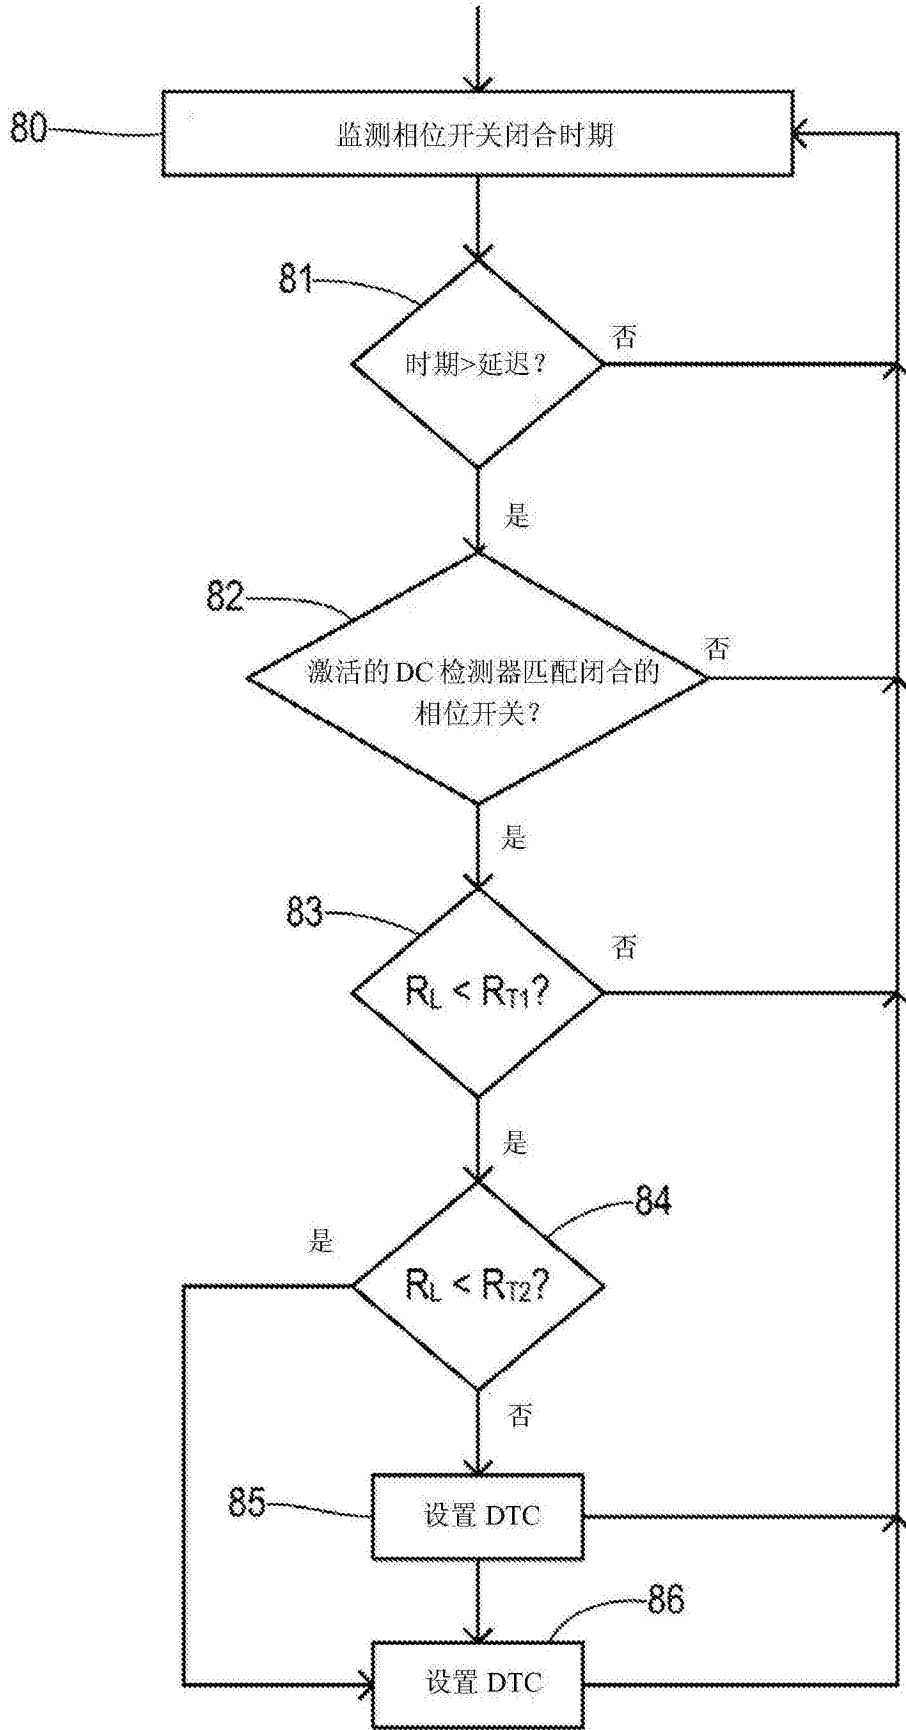 80
监测相位开关闭合时期
81
时期>延迟?
否
是
82
激活的 DC 检测器匹配闭合的
相位开关?
否
是
83
RL < RT1?
否
是
84
是
RL < RT2?
否
85
设置 DTC
86
设置 DTC